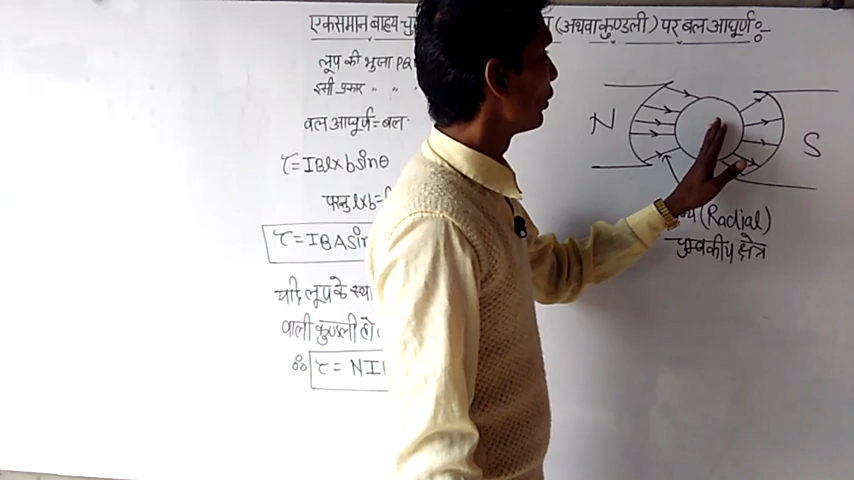 एकसमान बाह्य (अथवा कुण्डली) पर बल आघूर्ण :-
लूप की भुजा PQ
इसी प्रकार " "
बल आघूर्ण = बल
τ = IBl×b sinθ
परन्तु l×b =
τ = IBA sin
यदि लूप के स्था
वाली कुण्डली हो
∴ τ = NI
N
S
(Radial)
चुम्बकीय क्षेत्र